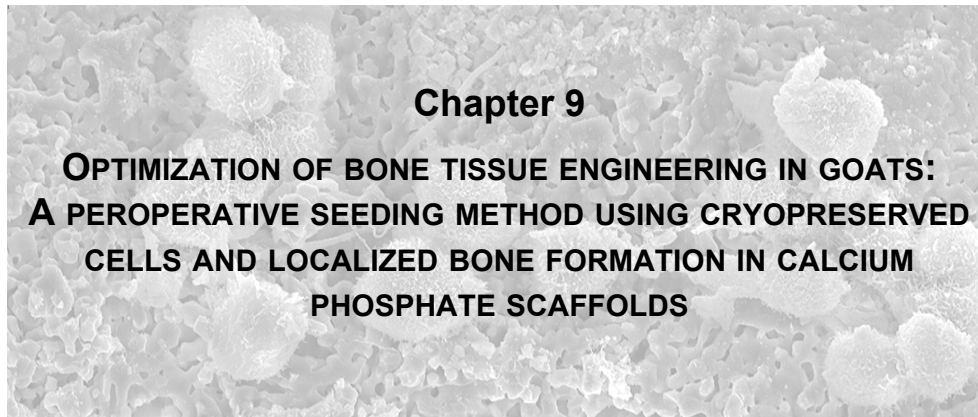 Chapter 9
OPTIMIZATION OF BONE TISSUE ENGINEERING IN GOATS:
A PEROPERATIVE SEEDING METHOD USING CRYOPRESERVED
CELLS AND LOCALIZED BONE FORMATION IN CALCIUM
PHOSPHATE SCAFFOLDS